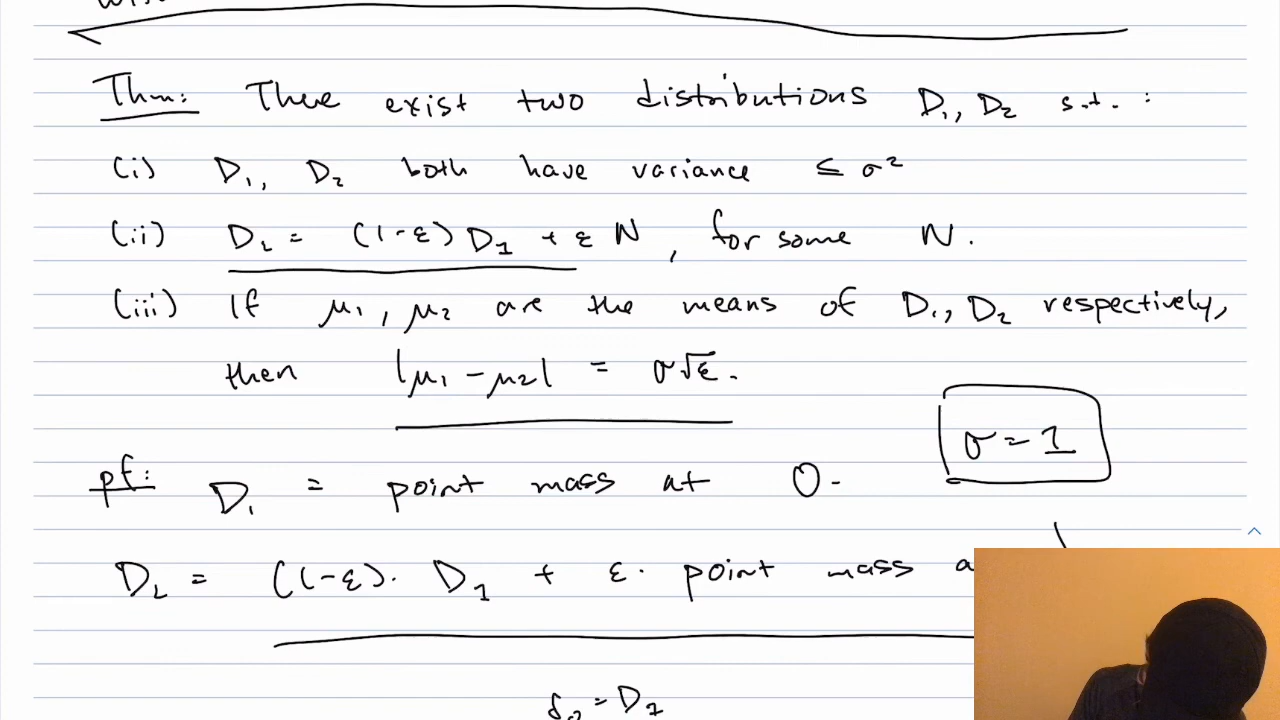 Thm: There exist two distributions D₁, D₂ s.t. :
(i) D₁, D₂ both have variance ≤ σ²
(ii) D₂ = (1-ε) D₁ + ε N, for some N.
(iii) If μ₁, μ₂ are the means of D₁, D₂ respectively,
then |μ₁ - μ₂| = σ√ε.
σ = 1
pf: D₁ = point mass at 0.
D₂ = (1-ε). D₁ + ε. point mass a
δ₀ = D₁